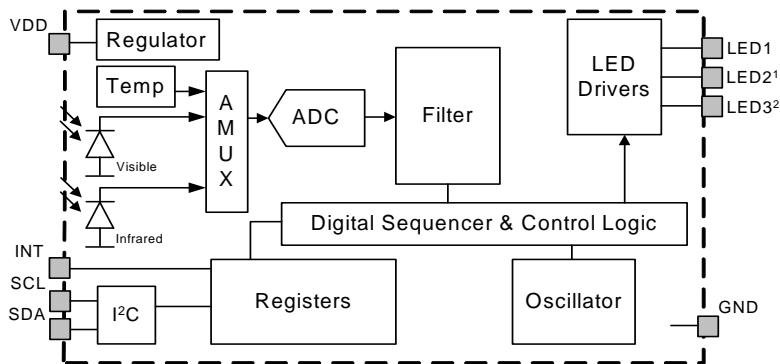 VDD
Regulator
LED1
LED2¹
LED3²
LED
Drivers
Temp
A
M
U
X
ADC
Filter
Visible
Infrared
Digital Sequencer & Control Logic
INT
SCL
SDA
I²C
Registers
Oscillator
GND